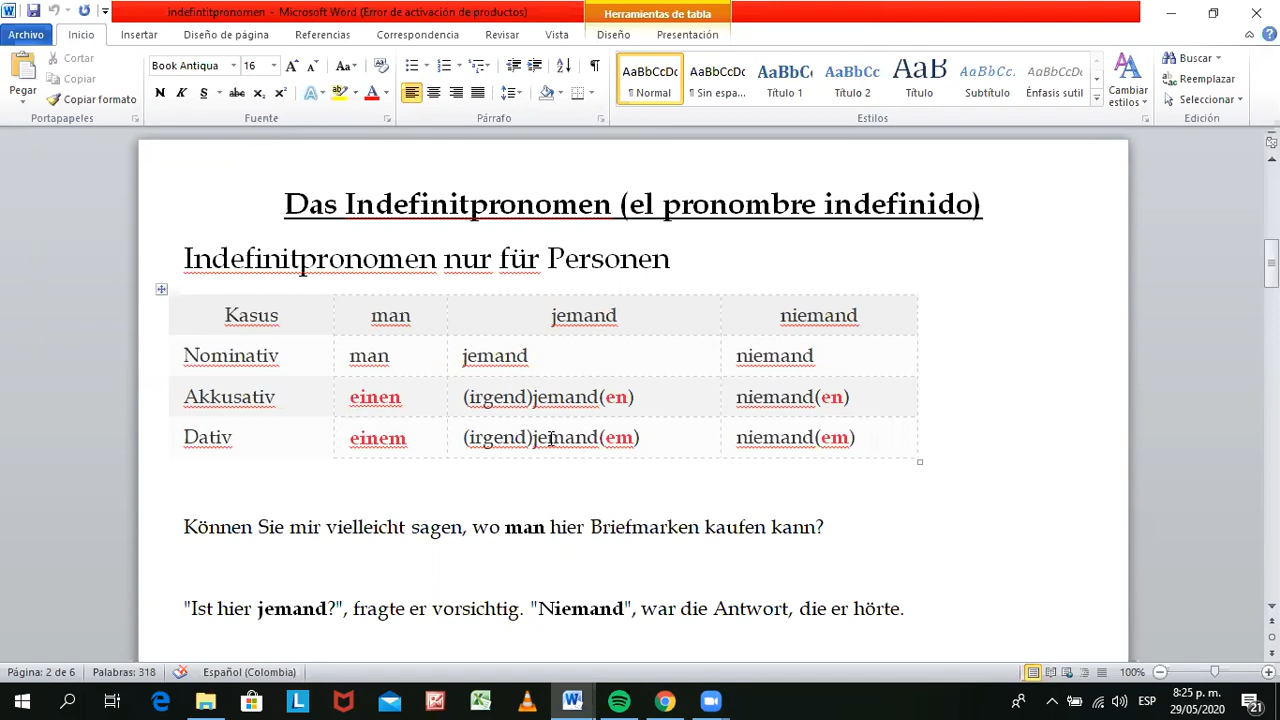 indefintitpronomen - Microsoft Word (Error de activación de productos)
Herramientas de tabla
Archivo Inicio Insertar Diseño de página Referencias Correspondencia Revisar Vista Diseño Presentación
Cortar
Copiar
Copiar formato
Pegar
Portapapeles
Book Antiqua 16
Fuente
Párrafo
AaBbCcDc AaBbCcDc AaBbCc AaBbCc AaB AaBbCc. AaBbCcDc
¶ Normal ¶ Sin espa... Título 1 Título 2 Título Subtítulo Énfasis sutil
Cambiar estilos
Estilos
Buscar
Reemplazar
Seleccionar
Edición
Das Indefinitpronomen (el pronombre indefinido)
Indefinitpronomen nur für Personen
Kasus man jemand niemand
Nominativ man jemand niemand
Akkusativ einen (irgend)jemand(en) niemand(en)
Dativ einem (irgend)jemand(em) niemand(em)
Können Sie mir vielleicht sagen, wo man hier Briefmarken kaufen kann?
"Ist hier jemand?", fragte er vorsichtig. "Niemand", war die Antwort, die er hörte.
Página: 2 de 6 Palabras: 318 Español (Colombia) 100%
ESP 8:25 p. m.
29/05/2020 21